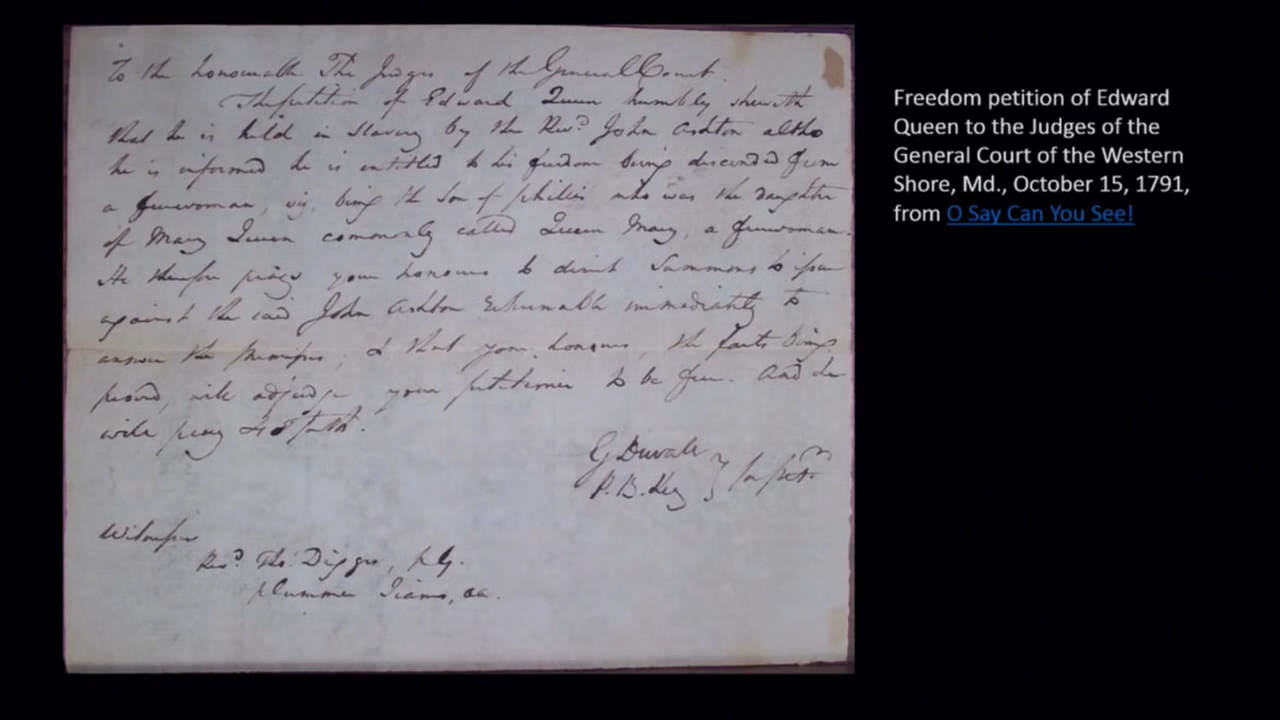 To the honourable The Judges of the General Court.
The petition of Edward Queen humbly sheweth
that he is held in Slavery by the Revd. John Ashton altho
he is informed he is entitled to his freedom being descended from
a freewoman, viz, being the Son of phillis who was the daughter
of Mary Queen commonly called Queen Mary, a freewoman.
He therefore prays your honours to direct Summons to issue
against the said John Ashton returnable immediately to
answer the premises; & that your honours, the facts being
proved, will adjudge your petitioner to be free. And he
will pray &c
G Duvall
P. B. Key } for petr.
Witnesses
Revd. Tho. Diggs, p G.
plummer Iiams, aa.
Freedom petition of Edward
Queen to the Judges of the
General Court of the Western
Shore, Md., October 15, 1791,
from O Say Can You See!